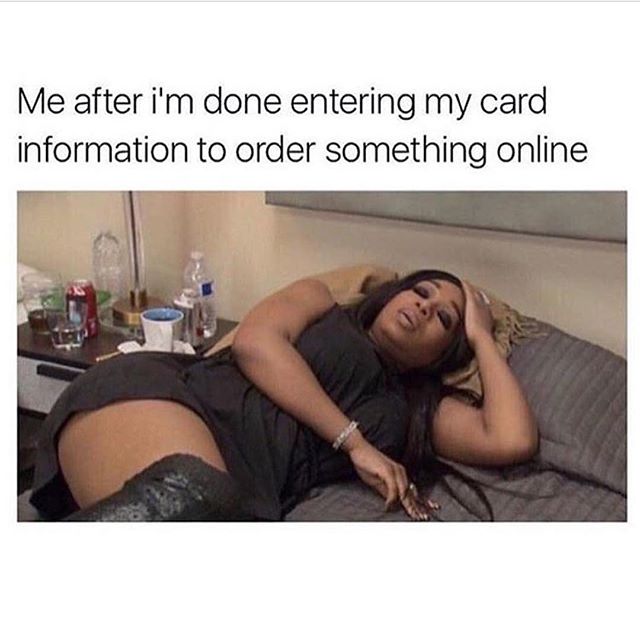 Me after i'm done entering my card
information to order something online